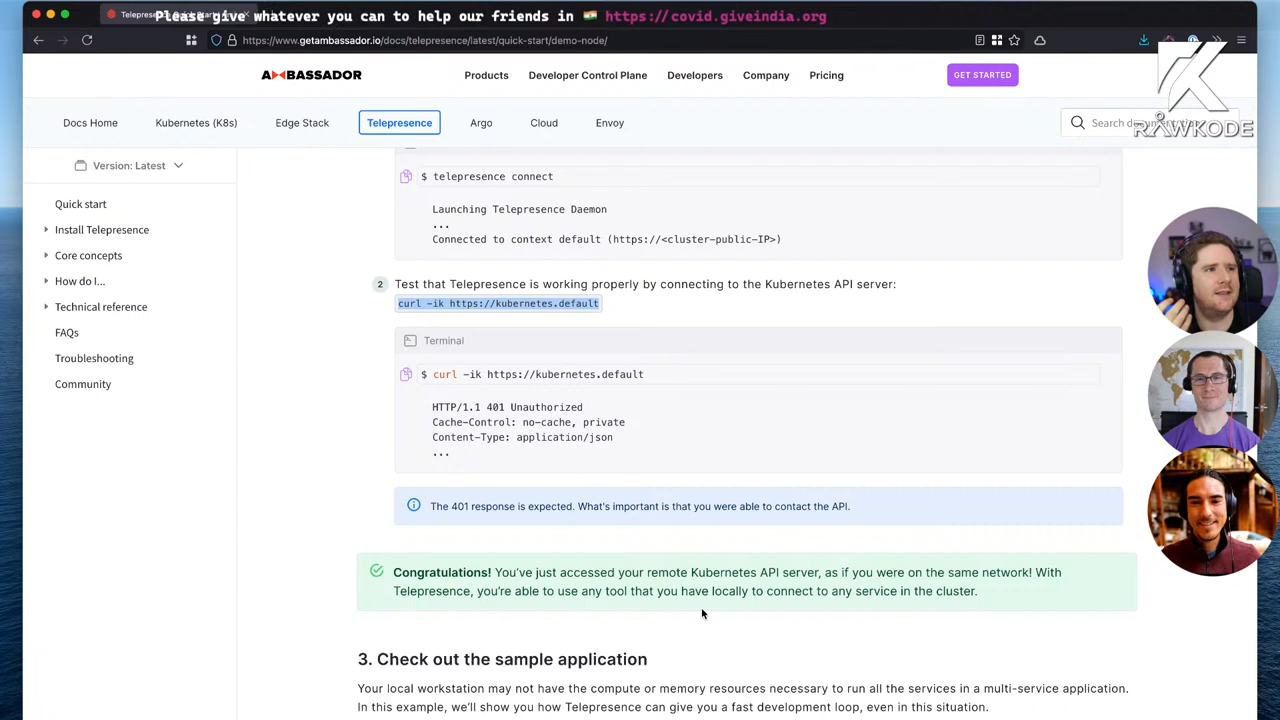 Please give whatever you can to help our friends in 🇮🇳 https://covid.giveindia.org
https://www.getambassador.io/docs/telepresence/latest/quick-start/demo-node/
AMBASSADOR
Products
Developer Control Plane
Developers
Company
Pricing
GET STARTED
RAWKODE
Docs Home
Kubernetes (K8s)
Edge Stack
Telepresence
Argo
Cloud
Envoy
Search
Version: Latest
Quick start
Install Telepresence
Core concepts
How do I...
Technical reference
FAQs
Troubleshooting
Community
$ telepresence connect
Launching Telepresence Daemon
...
Connected to context default (https://<cluster-public-IP>)
2 Test that Telepresence is working properly by connecting to the Kubernetes API server:
curl -ik https://kubernetes.default
Terminal
$ curl -ik https://kubernetes.default
HTTP/1.1 401 Unauthorized
Cache-Control: no-cache, private
Content-Type: application/json
...
The 401 response is expected. What's important is that you were able to contact the API.
Congratulations! You've just accessed your remote Kubernetes API server, as if you were on the same network! With
Telepresence, you're able to use any tool that you have locally to connect to any service in the cluster.
3. Check out the sample application
Your local workstation may not have the compute or memory resources necessary to run all the services in a multi-service application.
In this example, we'll show you how Telepresence can give you a fast development loop, even in this situation.